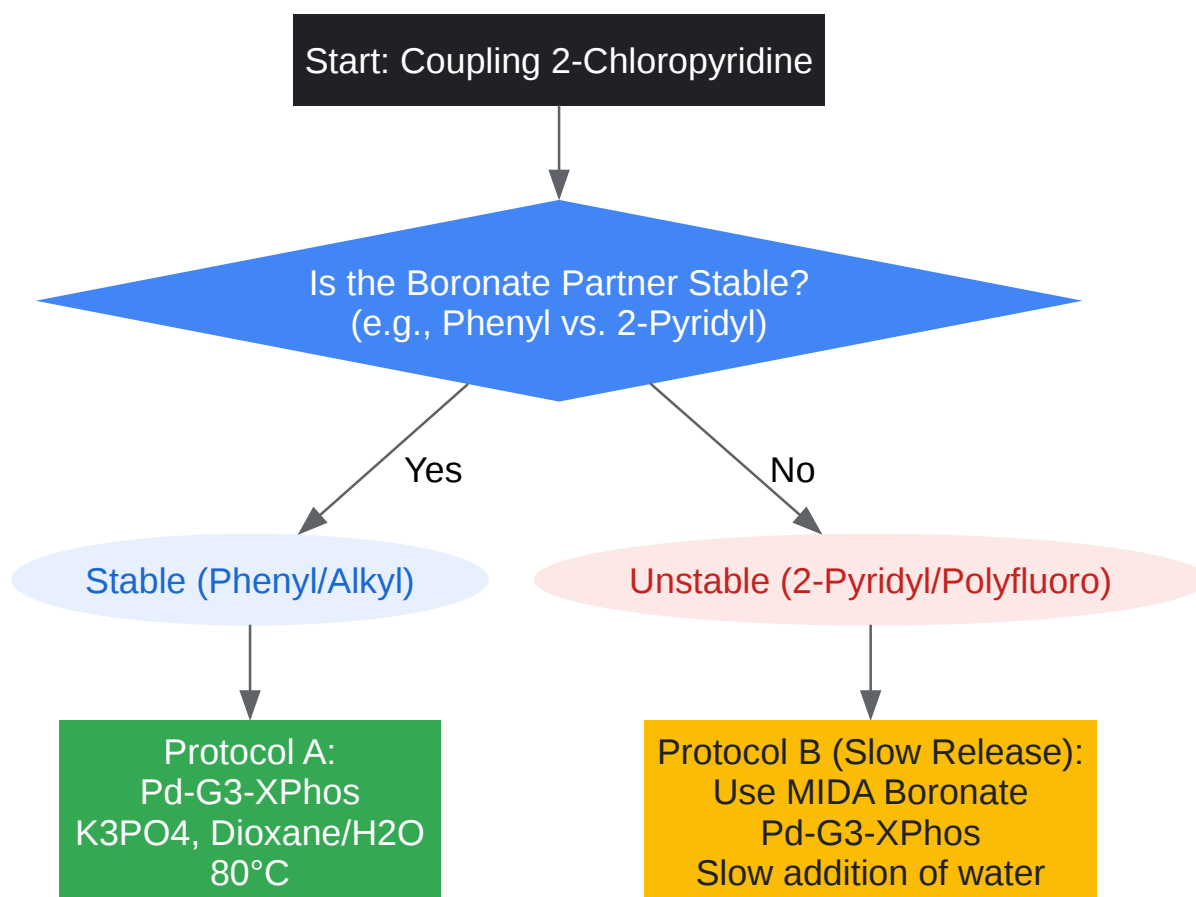 Start: Coupling 2-Chloropyridine
Is the Boronate Partner Stable?
(e.g., Phenyl vs. 2-Pyridyl)
Yes
No
Stable (Phenyl/Alkyl)
Unstable (2-Pyridyl/Polyfluoro)
Protocol A:
Pd-G3-XPhos
K3PO4, Dioxane/H2O
80°C
Protocol B (Slow Release):
Use MIDA Boronate
Pd-G3-XPhos
Slow addition of water